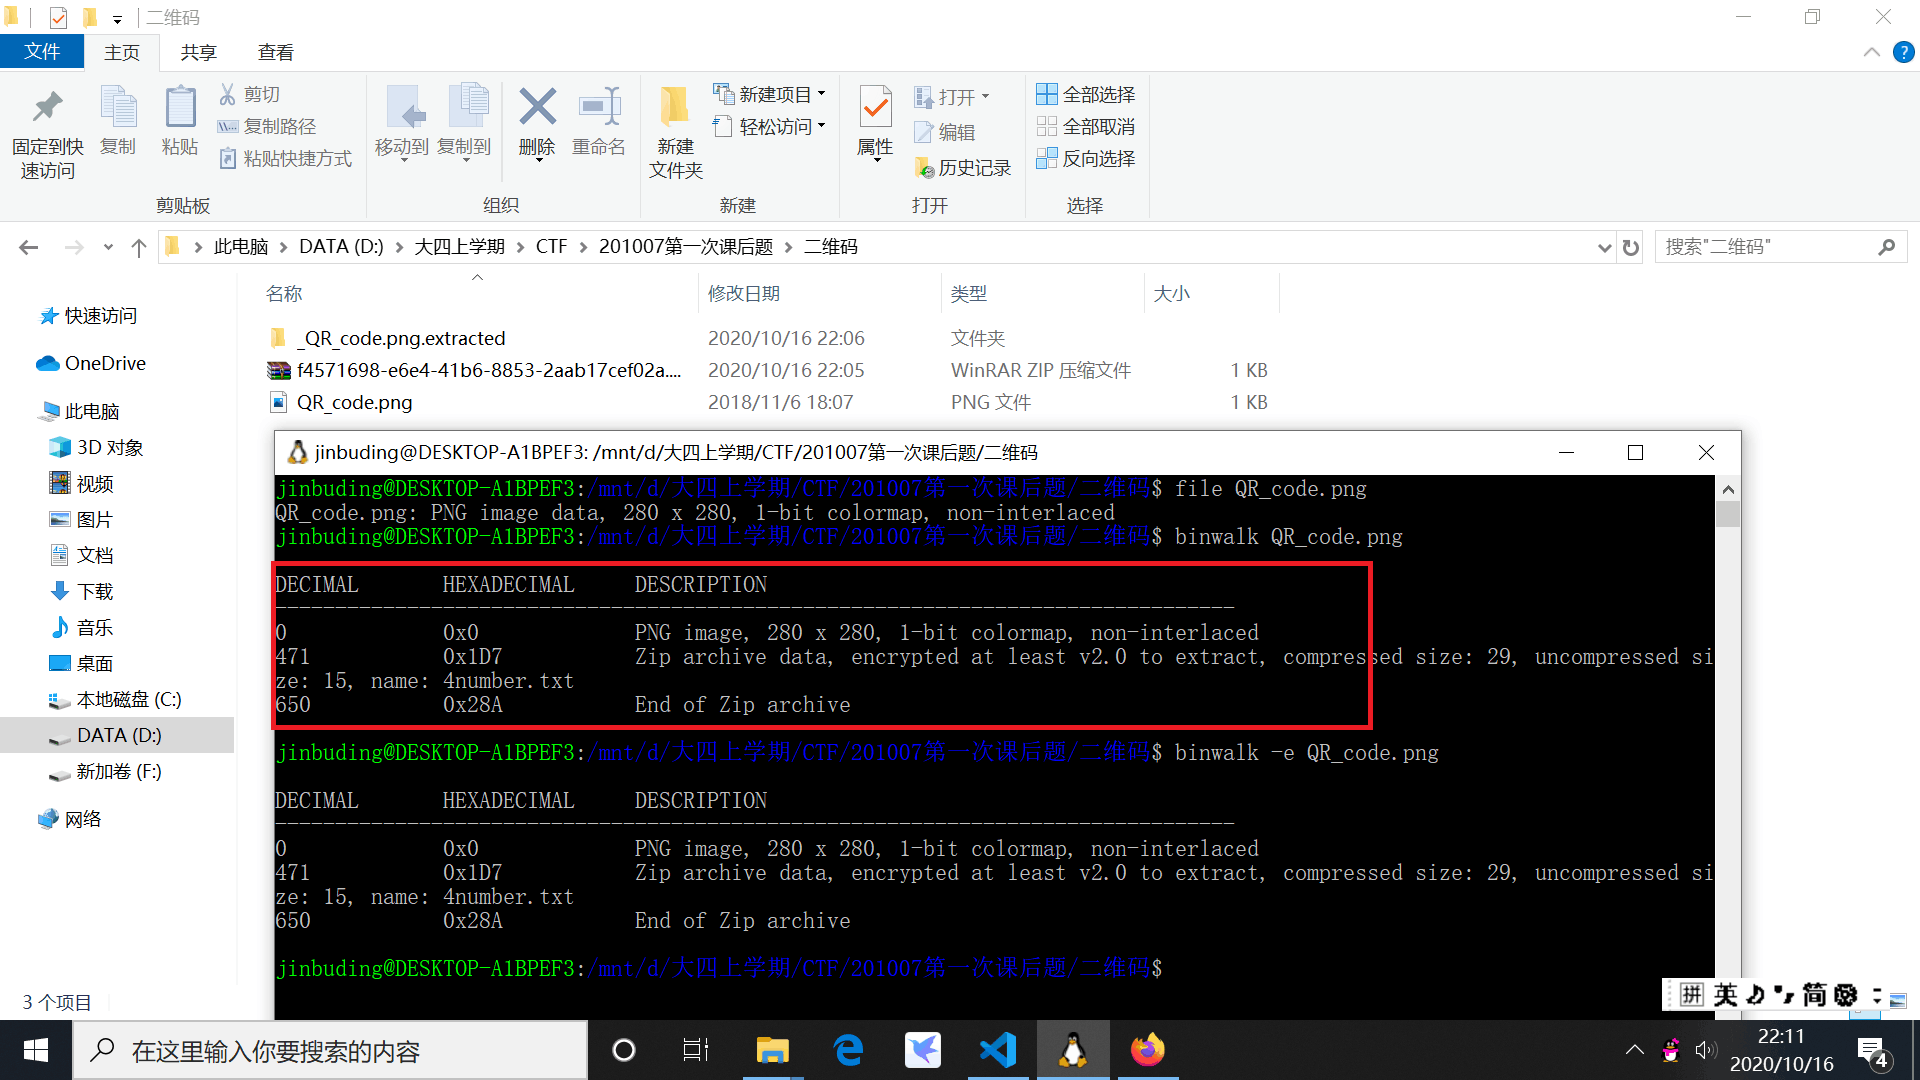 二维码
文件 主页 共享 查看
固定到快速访问
复制
粘贴
剪切
复制路径
粘贴快捷方式
剪贴板
移动到
复制到
删除
重命名
组织
新建文件夹
新建项目
轻松访问
新建
属性
打开
编辑
历史记录
打开
全部选择
全部取消
反向选择
选择
此电脑 > DATA (D:) > 大四上学期 > CTF > 201007第一次课后题 > 二维码
搜索"二维码"
名称 修改日期 类型 大小
_QR_code.png.extracted 2020/10/16 22:06 文件夹
f4571698-e6e4-41b6-8853-2aab17cef02a.... 2020/10/16 22:05 WinRAR ZIP 压缩文件 1 KB
QR_code.png 2018/11/6 18:07 PNG 文件 1 KB
快速访问
OneDrive
此电脑
3D 对象
视频
图片
文档
下载
音乐
桌面
本地磁盘 (C:)
DATA (D:)
新加卷 (F:)
网络
3 个项目
jinbuding@DESKTOP-A1BPEF3: /mnt/d/大四上学期/CTF/201007第一次课后题/二维码
jinbuding@DESKTOP-A1BPEF3:/mnt/d/大四上学期/CTF/201007第一次课后题/二维码$ file QR_code.png
QR_code.png: PNG image data, 280 x 280, 1-bit colormap, non-interlaced
jinbuding@DESKTOP-A1BPEF3:/mnt/d/大四上学期/CTF/201007第一次课后题/二维码$ binwalk QR_code.png
DECIMAL HEXADECIMAL DESCRIPTION
--------------------------------------------------------------------------------
0 0x0 PNG image, 280 x 280, 1-bit colormap, non-interlaced
471 0x1D7 Zip archive data, encrypted at least v2.0 to extract, compressed size: 29, uncompressed si
ze: 15, name: 4number.txt
650 0x28A End of Zip archive
jinbuding@DESKTOP-A1BPEF3:/mnt/d/大四上学期/CTF/201007第一次课后题/二维码$ binwalk -e QR_code.png
DECIMAL HEXADECIMAL DESCRIPTION
--------------------------------------------------------------------------------
0 0x0 PNG image, 280 x 280, 1-bit colormap, non-interlaced
471 0x1D7 Zip archive data, encrypted at least v2.0 to extract, compressed size: 29, uncompressed si
ze: 15, name: 4number.txt
650 0x28A End of Zip archive
jinbuding@DESKTOP-A1BPEF3:/mnt/d/大四上学期/CTF/201007第一次课后题/二维码$
拼 英 简
在这里输入你要搜索的内容
22:11
2020/10/16
4